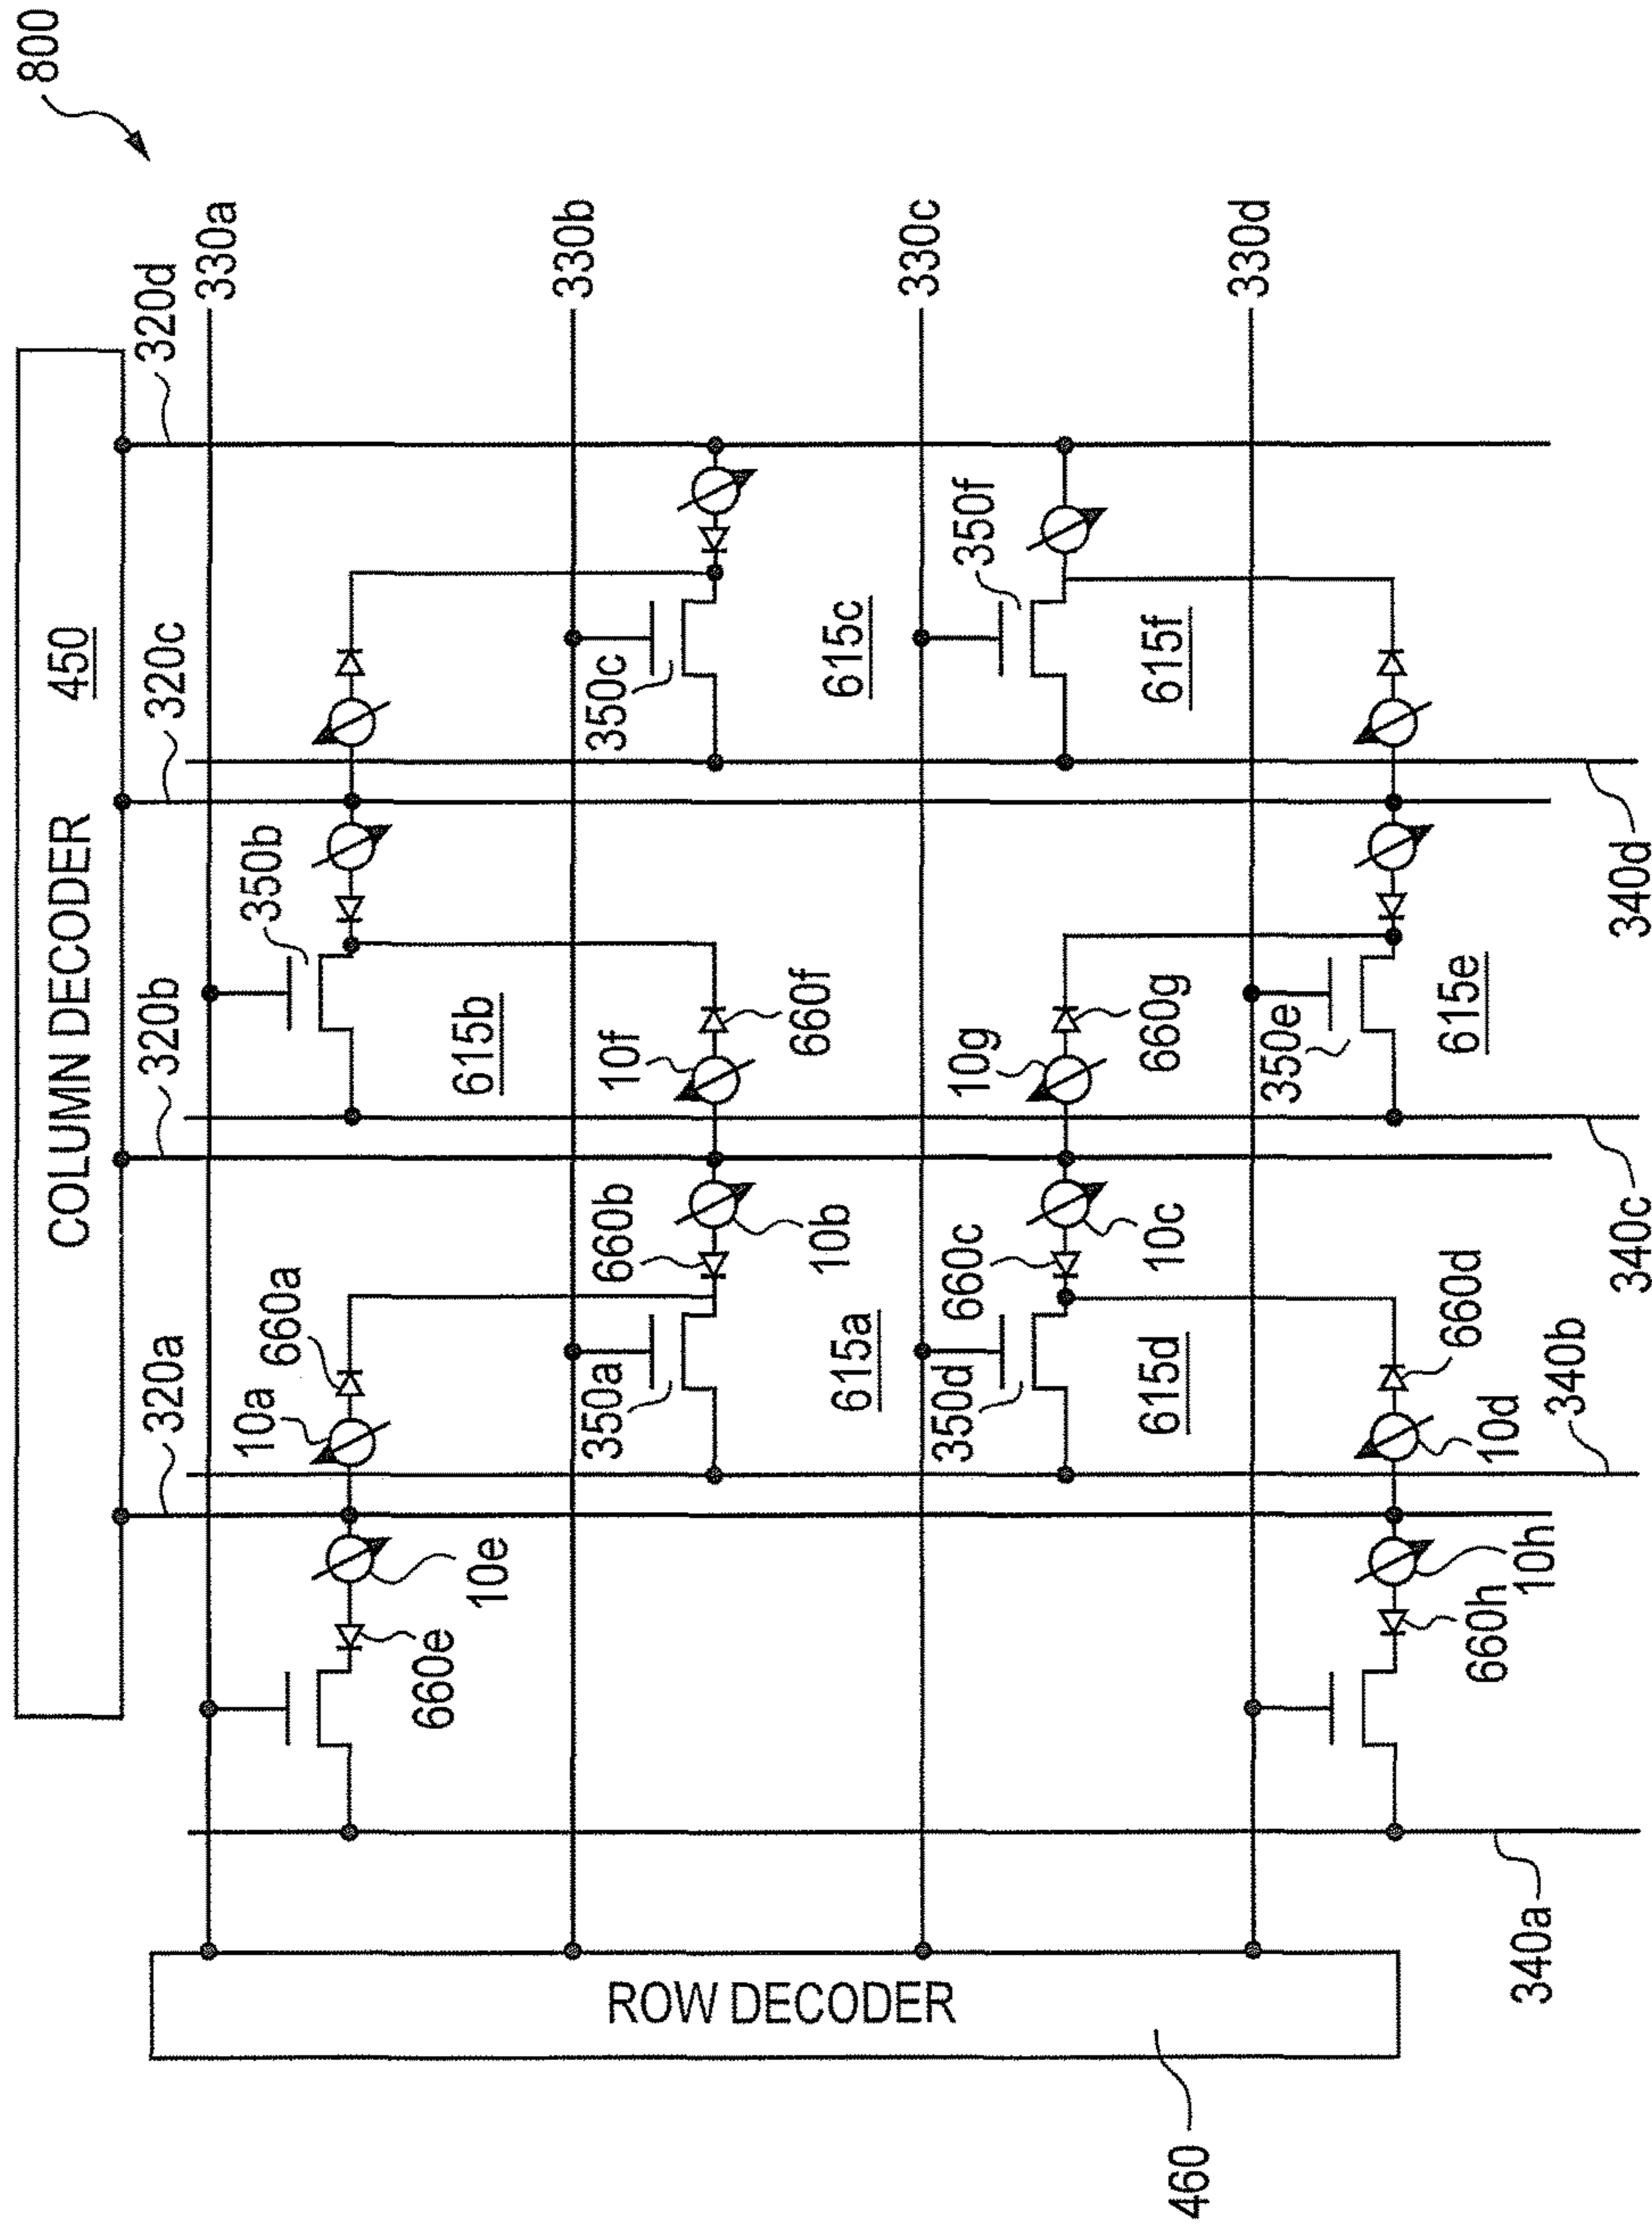 800
COLUMN DECODER 450
320a
320b
320c
320d
330a
330b
330c
330d
10a
660a
350b
10e
660e
350a
660b
10b
615a
615b
10f
660f
350c
615c
350d
660c
10c
615d
10g
660g
350f
615f
350e
615e
10d
660d
10h
660h
340a
340b
340c
340d
ROW DECODER
460